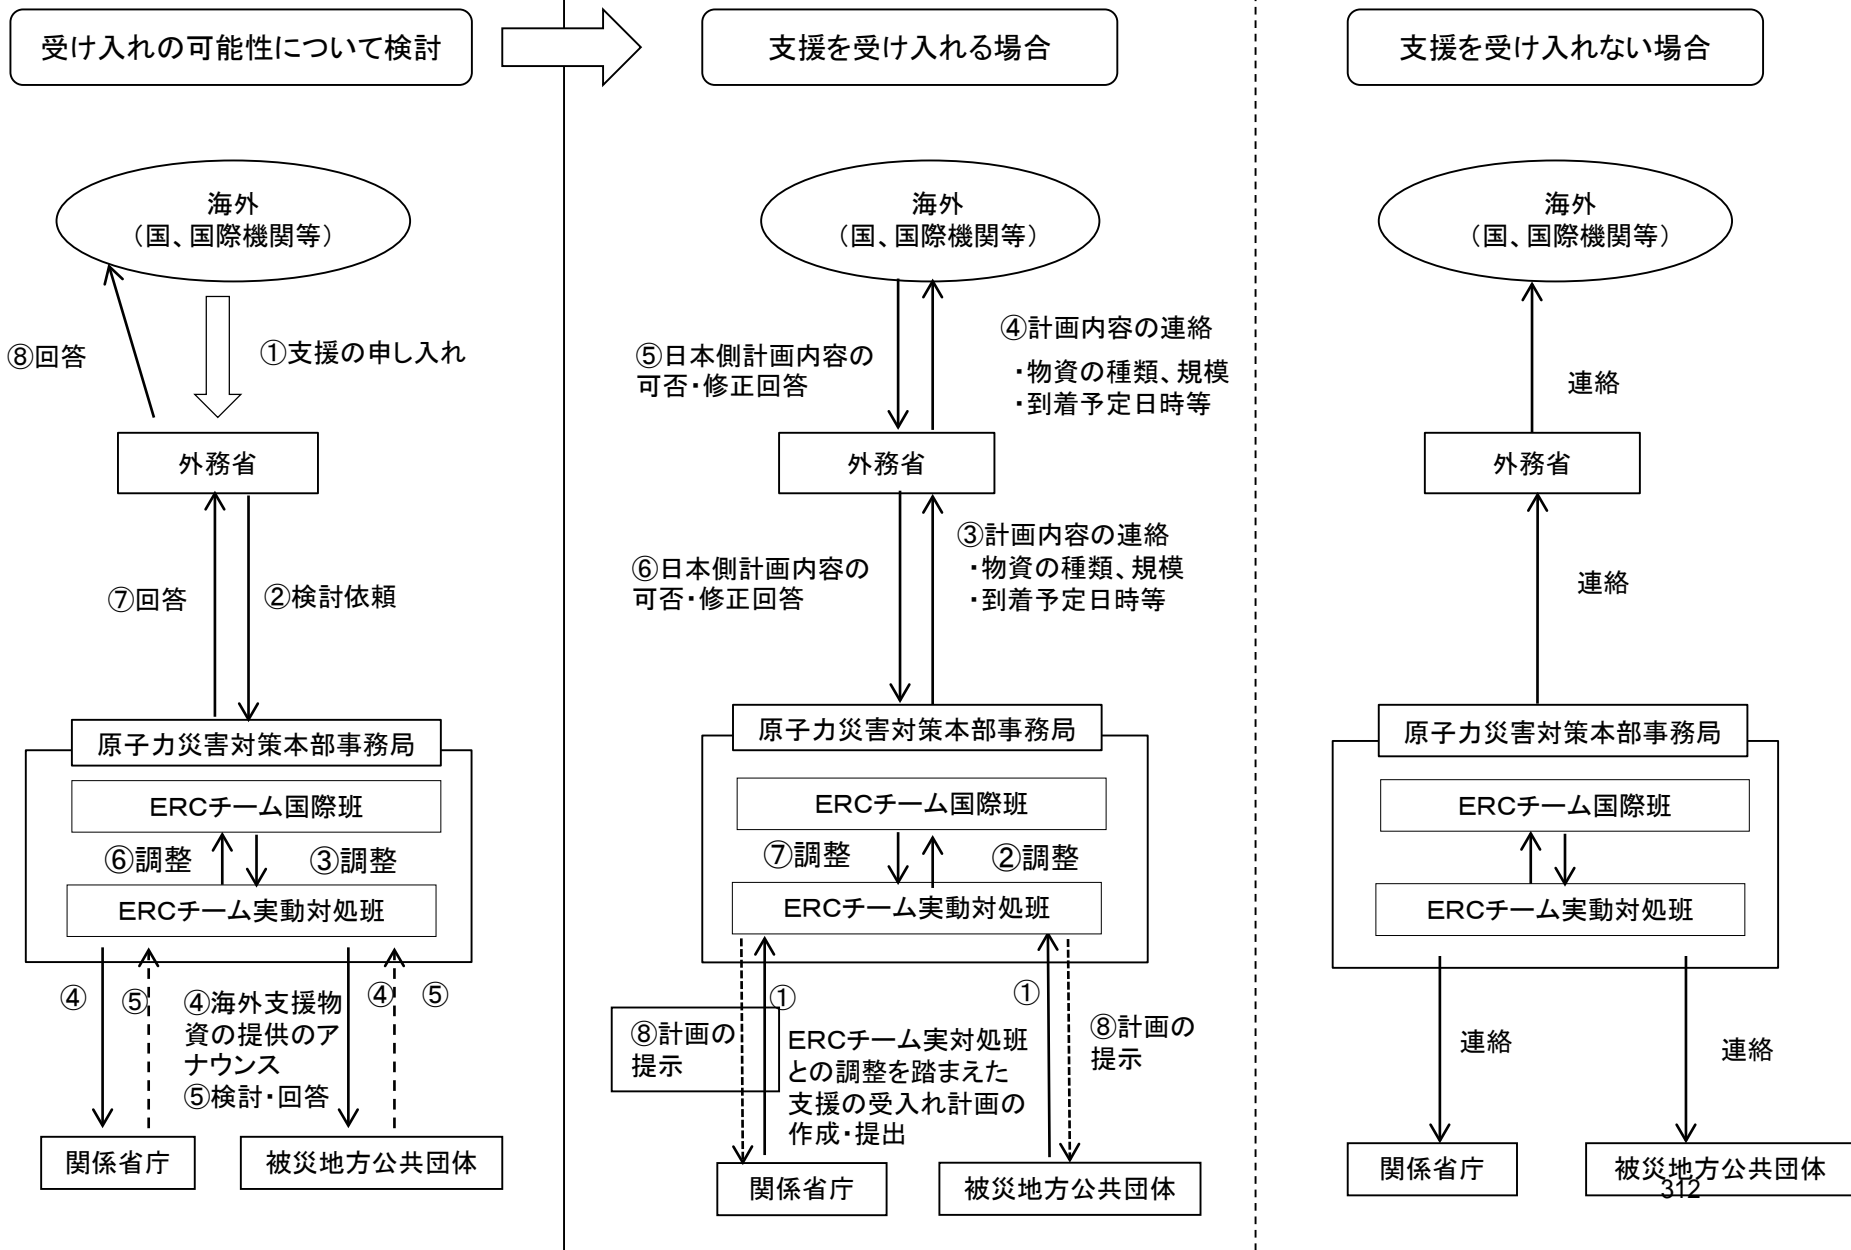 受け入れの可能性について検討
海外
（国、国際機関等）
⑧回答
①支援の申し入れ
外務省
⑦回答
②検討依頼
原子力災害対策本部事務局
ERCチーム国際班
⑥調整
③調整
ERCチーム実動対処班
④
⑤
④海外支援物
資の提供のア
ナウンス
⑤検討・回答
④
⑤
関係省庁
被災地方公共団体
支援を受け入れる場合
海外
（国、国際機関等）
⑤日本側計画内容の
可否・修正回答
④計画内容の連絡
・物資の種類、規模
・到着予定日時等
外務省
⑥日本側計画内容の
可否・修正回答
③計画内容の連絡
・物資の種類、規模
・到着予定日時等
原子力災害対策本部事務局
ERCチーム国際班
⑦調整
②調整
ERCチーム実動対処班
⑧計画の
提示
①
ERCチーム実対処班
との調整を踏まえた
支援の受入れ計画の
作成・提出
①
⑧計画の
提示
関係省庁
被災地方公共団体
支援を受け入れない場合
海外
（国、国際機関等）
連絡
外務省
連絡
原子力災害対策本部事務局
ERCチーム国際班
ERCチーム実動対処班
連絡
連絡
関係省庁
被災地方公共団体
312